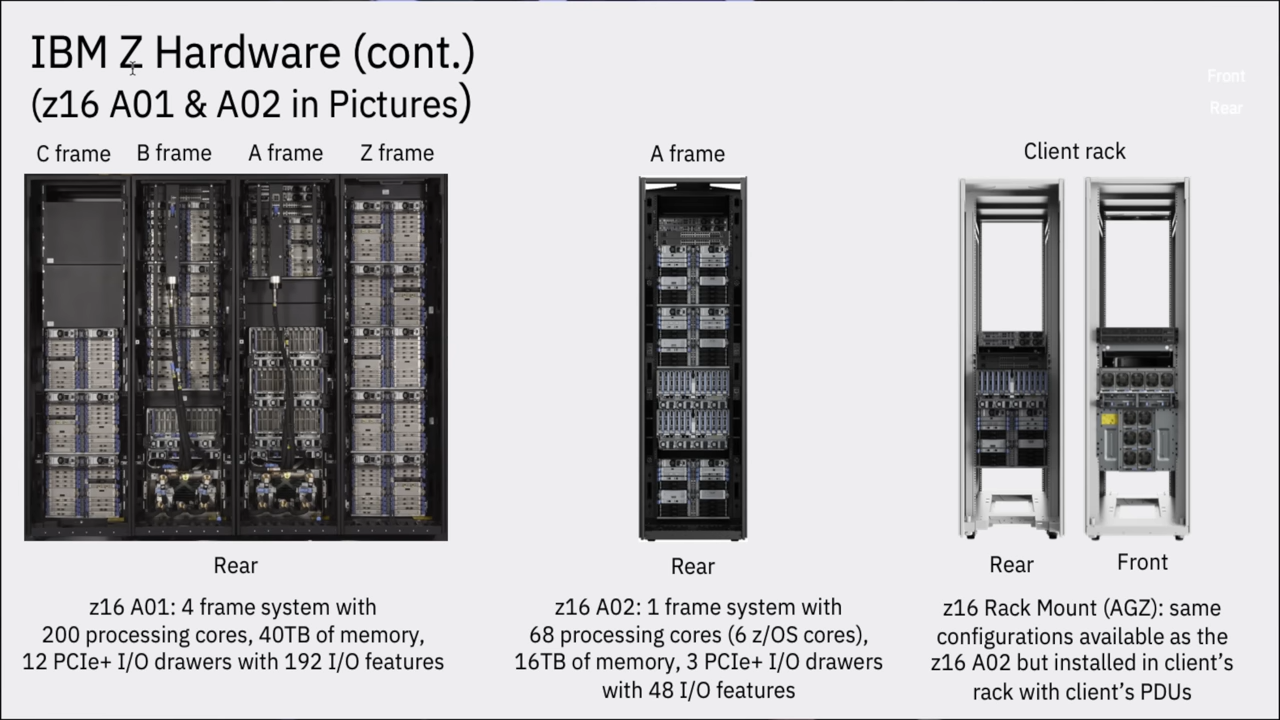 IBM Z Hardware (cont.)
(z16 A01 & A02 in Pictures)
Front
Rear
C frame B frame A frame Z frame
A frame
Client rack
Rear
Rear
Rear
Front
z16 A01: 4 frame system with
200 processing cores, 40TB of memory,
12 PCIe+ I/O drawers with 192 I/O features
z16 A02: 1 frame system with
68 processing cores (6 z/OS cores),
16TB of memory, 3 PCIe+ I/O drawers
with 48 I/O features
z16 Rack Mount (AGZ): same
configurations available as the
z16 A02 but installed in client’s
rack with client’s PDUs